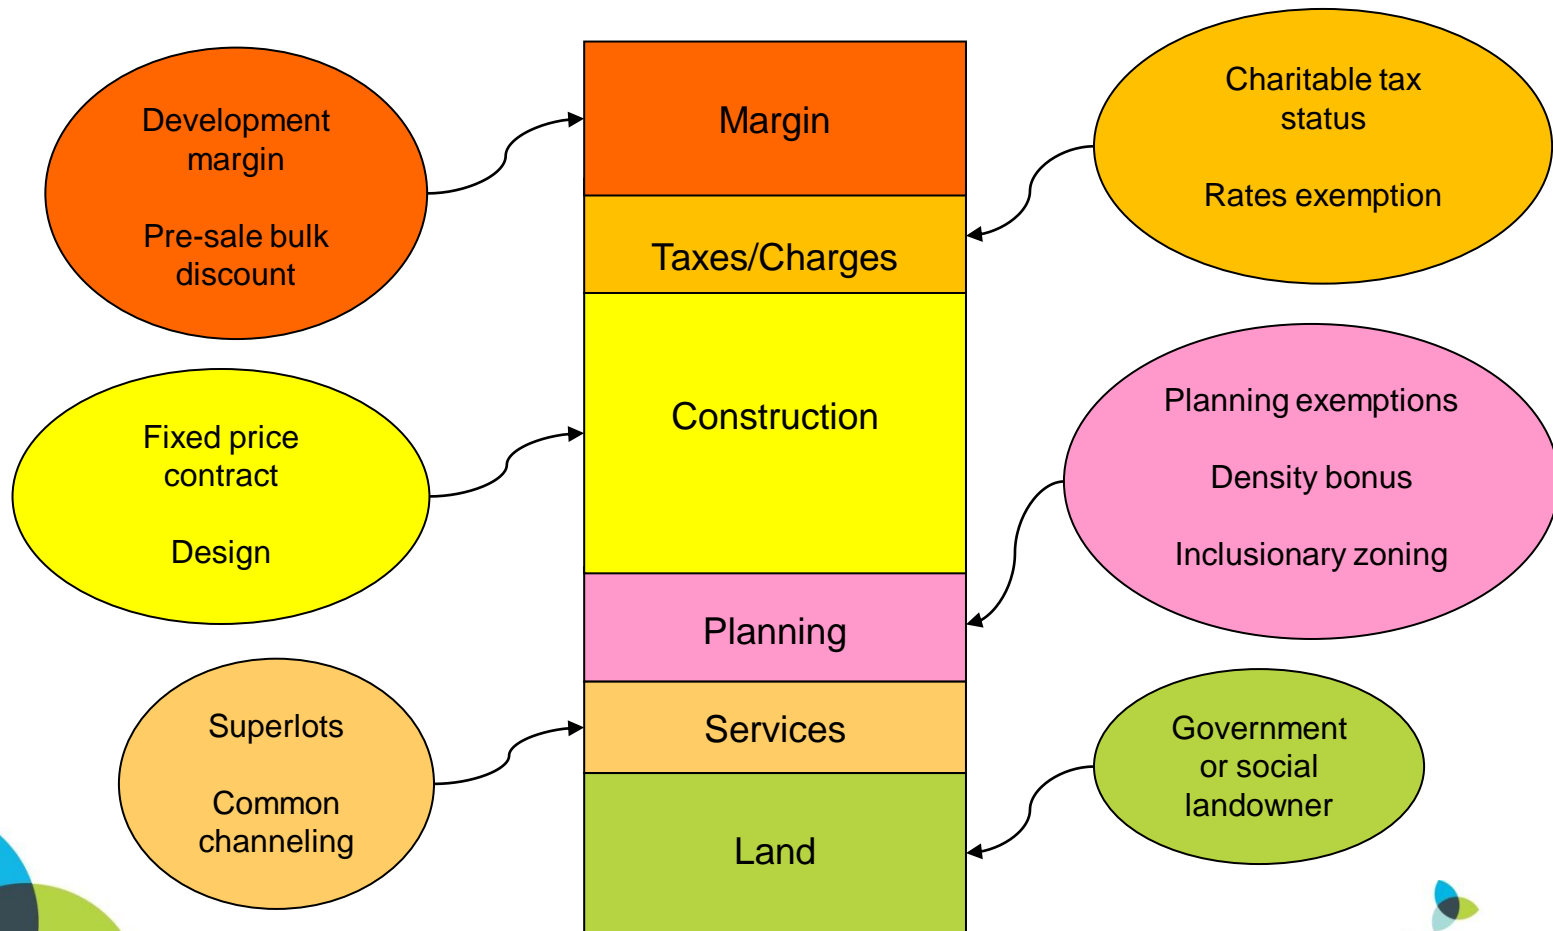 Development
margin
Pre-sale bulk
discount
Margin
Charitable tax
status
Rates exemption
Taxes/Charges
Fixed price
contract
Design
Construction
Planning exemptions
Density bonus
Inclusionary zoning
Planning
Superlots
Common
channeling
Services
Government
or social
landowner
Land